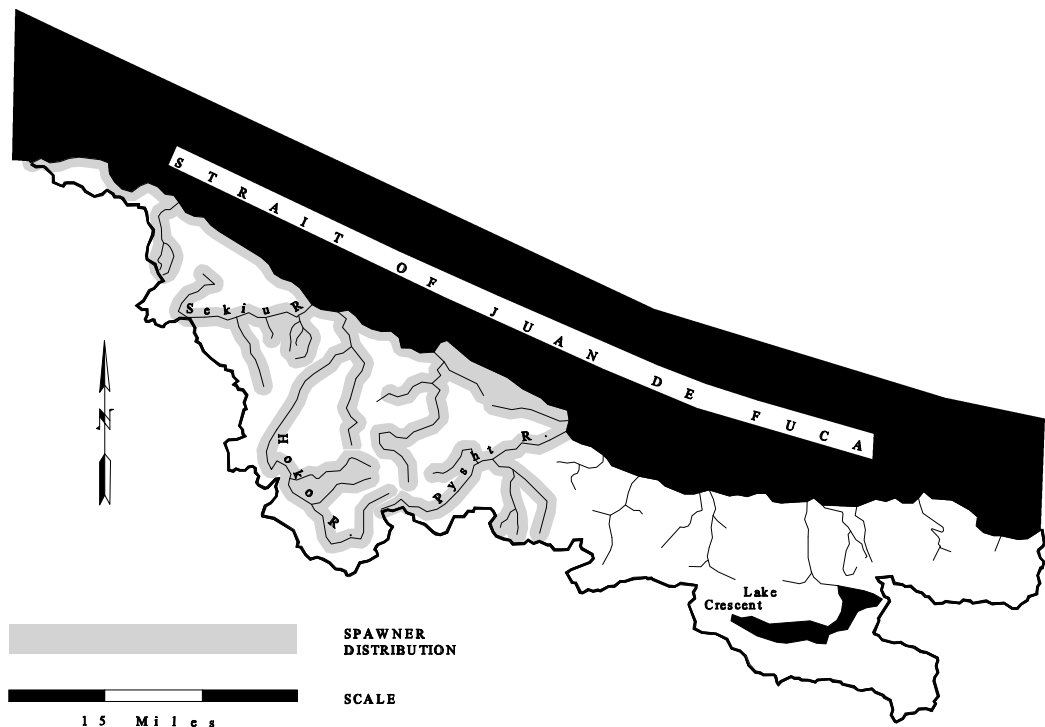 STRAIT OF JUAN DE FUCA
Sekiu R
Hoko R.
Pysht R.
N
Lake
Crescent
SPAWNER
DISTRIBUTION
SCALE
15 Miles